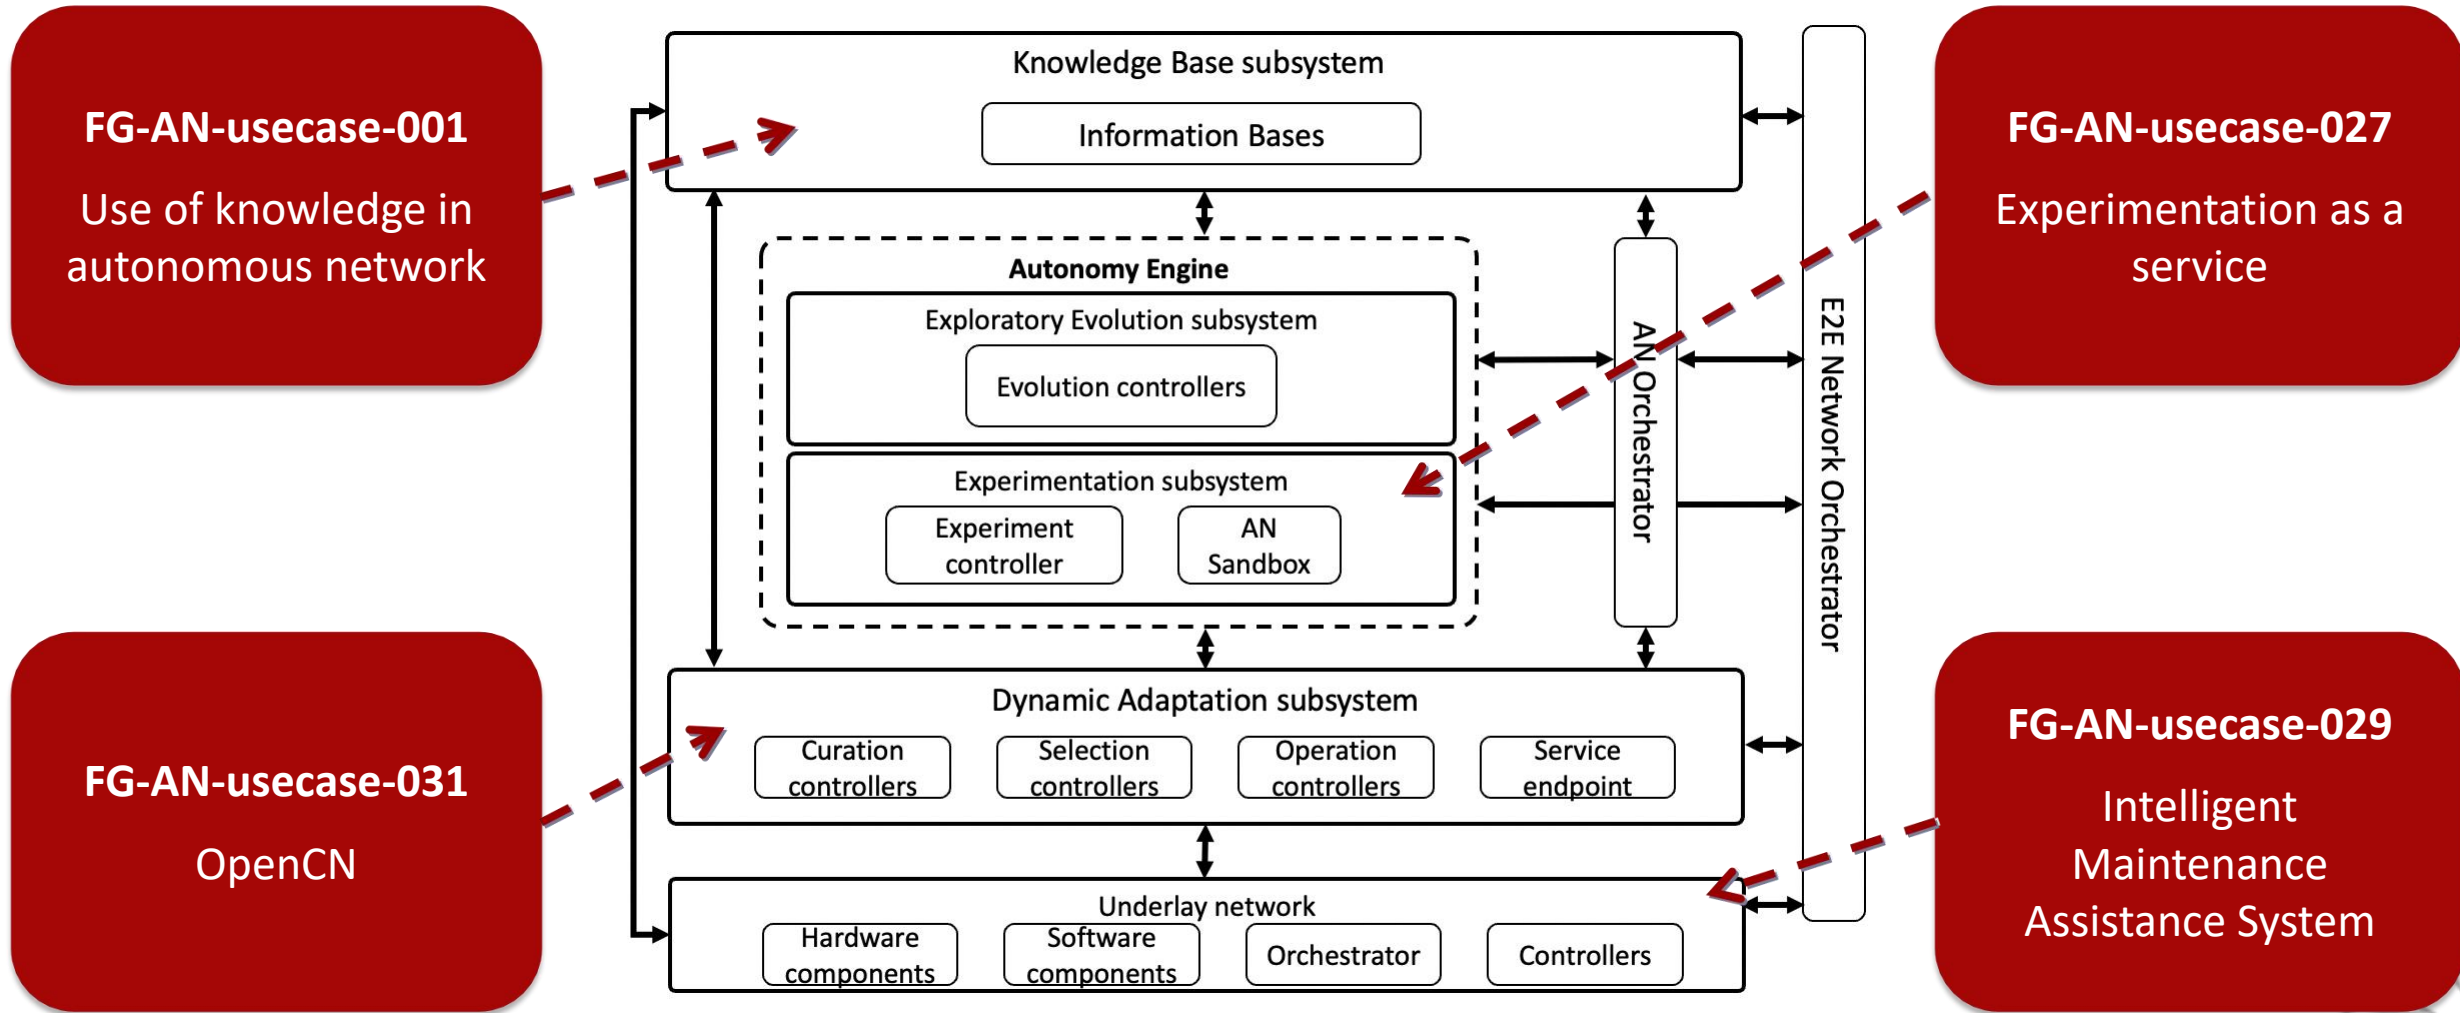 FG-AN-usecase-001
Use of knowledge in
autonomous network
FG-AN-usecase-031
OpenCN
Knowledge Base subsystem
Information Bases
Autonomy Engine
Exploratory Evolution subsystem
Evolution controllers
Experimentation subsystem
Experiment
controller
AN
Sandbox
AN Orchestrator
E2E Network Orchestrator
Dynamic Adaptation subsystem
Curation
controllers
Selection
controllers
Operation
controllers
Service
endpoint
Underlay network
Hardware
components
Software
components
Orchestrator
Controllers
FG-AN-usecase-027
Experimentation as a
service
FG-AN-usecase-029
Intelligent
Maintenance
Assistance System